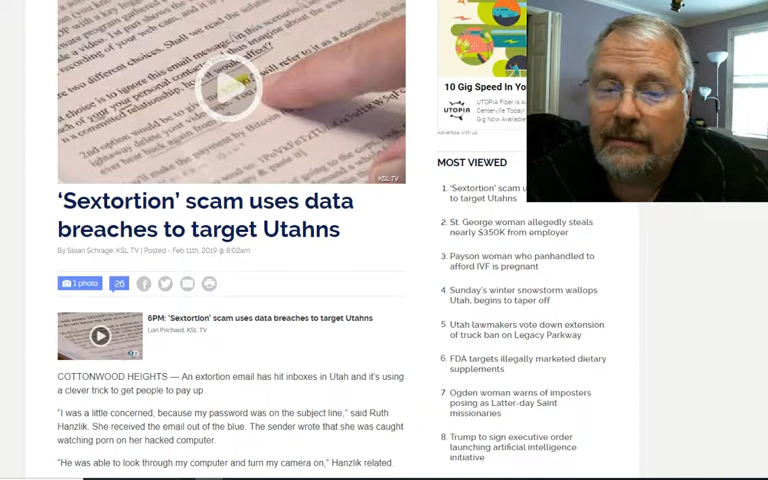 10 Gig Speed In Yo
UTOPIA
UTOPIA Fiber is Av
Centerville Today!
Gig Now Available
Advertise with us
KSL TV
'Sextortion' scam uses data
breaches to target Utahns
By Sloan Schrage, KSL TV | Posted - Feb 11th, 2019 @ 8:02am
1 photo
26
6PM: 'Sextortion' scam uses data breaches to target Utahns
Lori Prichard, KSL TV
COTTONWOOD HEIGHTS — An extortion email has hit inboxes in Utah and it's using
a clever trick to get people to pay up.
"I was a little concerned, because my password was on the subject line," said Ruth
Hanzlik. She received the email out of the blue. The sender wrote that she was caught
watching porn on her hacked computer.
"He was able to look through my computer and turn my camera on," Hanzlik related.
MOST VIEWED
1. 'Sextortion' scam u
to target Utahns
2. St. George woman allegedly steals
nearly $350K from employer
3. Payson woman who panhandled to
afford IVF is pregnant
4. Sunday's winter snowstorm wallops
Utah, begins to taper off
5. Utah lawmakers vote down extension
of truck ban on Legacy Parkway
6. FDA targets illegally marketed dietary
supplements
7. Ogden woman warns of imposters
posing as Latter-day Saint
missionaries
8. Trump to sign executive order
launching artificial intelligence
initiative